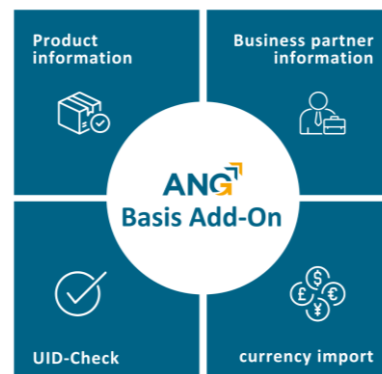 Product
information
Business partner
information
ANG
Basis Add-On
$
£ €
¥
UID-Check
currency import